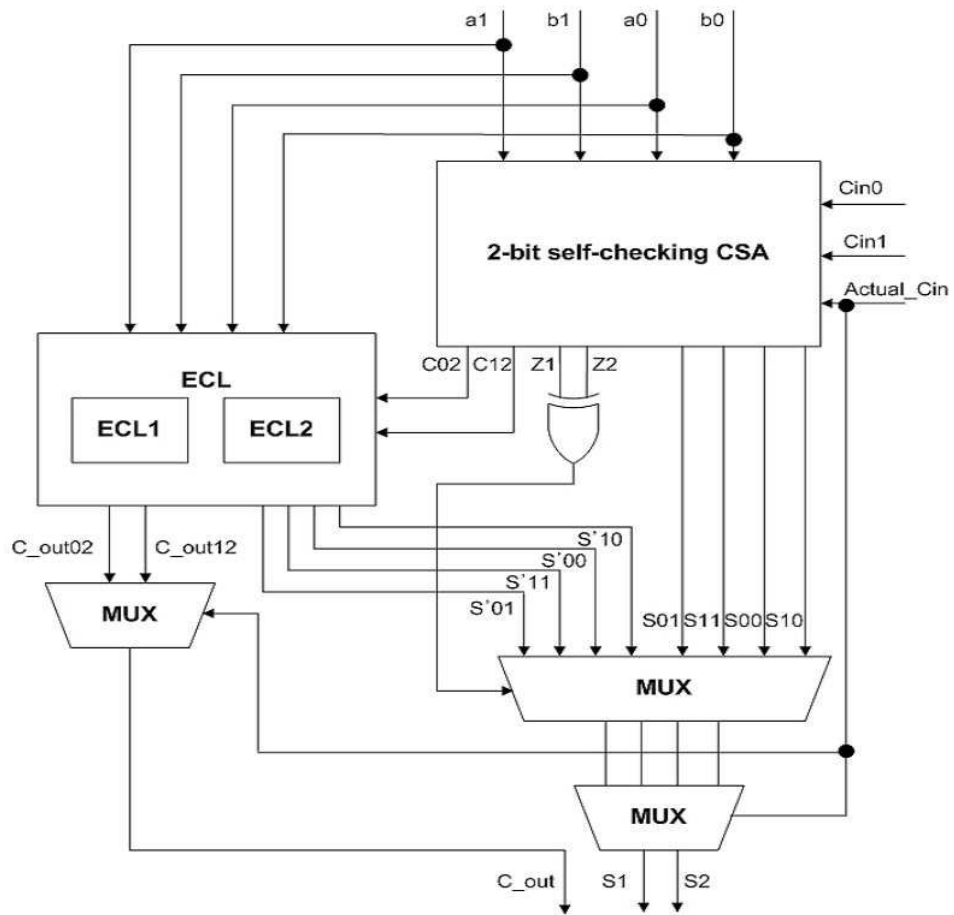 a1 b1 a0 b0
Cin0
2-bit self-checking CSA
Cin1
Actual_Cin
C02 C12 Z1 Z2
ECL
ECL1 ECL2
C_out02 C_out12
S'10
S'00
S'11
S'01
S01 S11 S00 S10
MUX
MUX
MUX
C_out S1 S2